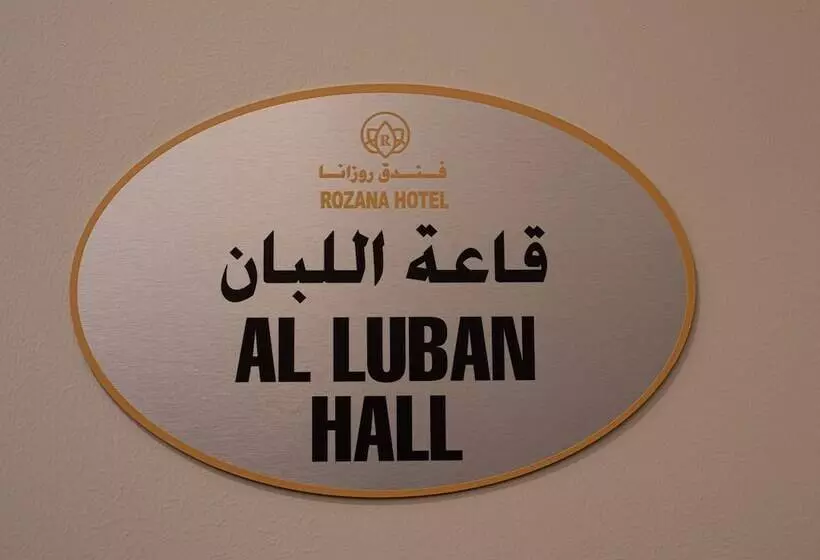 R
فندق روزانا
ROZANA HOTEL
قاعة اللبان
AL LUBAN
HALL